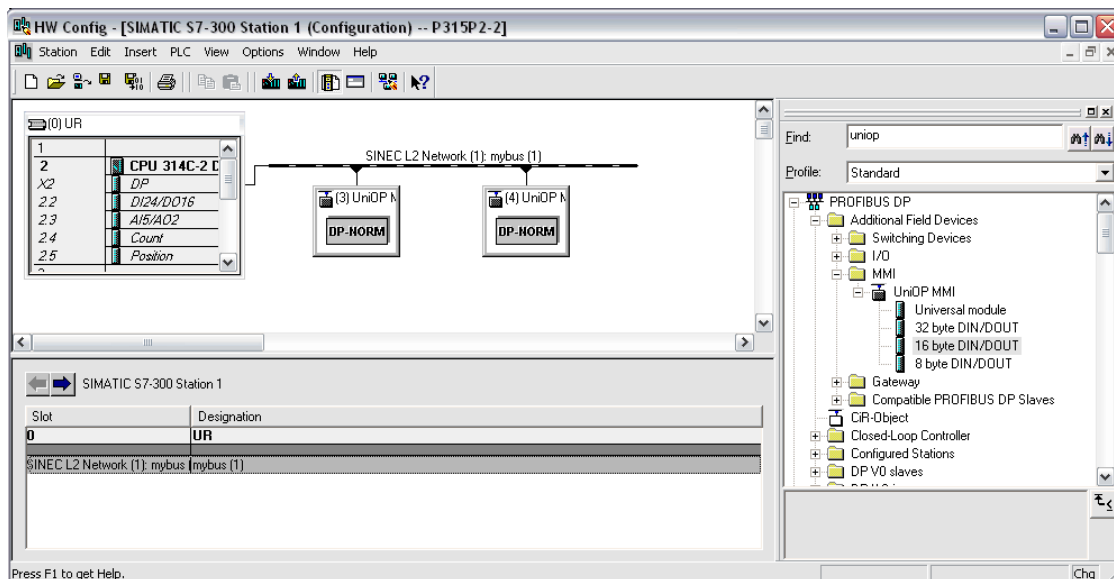 HW Config - [SIMATIC S7-300 Station 1 (Configuration) -- P315P2-2]
Station Edit Insert PLC View Options Window Help
(0) UR
1
2 CPU 314C-2 D
X2 DP
2.2 DI24/DO16
2.3 AI5/AO2
2.4 Count
2.5 Position
SINEC L2 Network (1): mybus (1)
(3) UniOP M
DP-NORM
(4) UniOP M
DP-NORM
SIMATIC S7-300 Station 1
Slot Designation
0 UR
SINEC L2 Network (1): mybus mybus (1)
Find: uniop
Profile: Standard
PROFIBUS DP
Additional Field Devices
Switching Devices
I/O
MMI
UniOP MMI
Universal module
32 byte DIN/DOUT
16 byte DIN/DOUT
8 byte DIN/DOUT
Gateway
Compatible PROFIBUS DP Slaves
CiR-Object
Closed-Loop Controller
Configured Stations
DP V0 slaves
Press F1 to get Help.
Chg